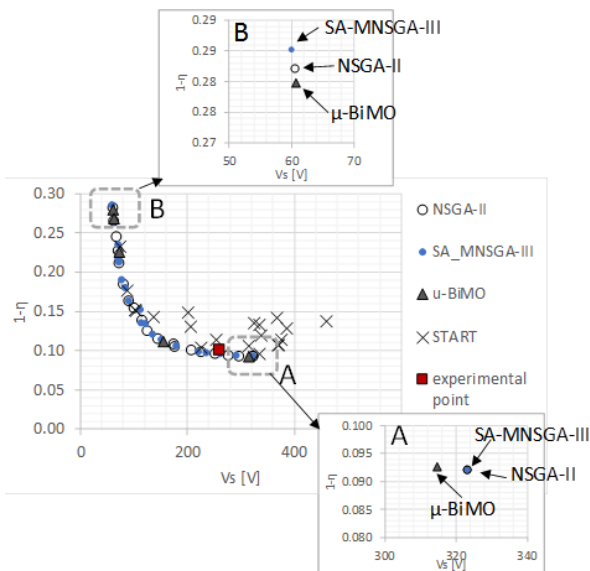 0.29
0.29
0.28
0.28
0.27
1-η
B
SA-MNSGA-III
NSGA-II
μ-BiMO
50
60
70
Vs [V]
0.30
0.25
0.20
0.15
0.10
0.05
0.00
1-η
B
A
0
200
400
Vs [V]
NSGA-II
SA_MNSGA-III
u-BiMO
START
experimental
point
0.100
0.095
0.090
0.085
0.080
1-η
A
SA-MNSGA-III
NSGA-II
μ-BiMO
300
320
340
Vs [V]